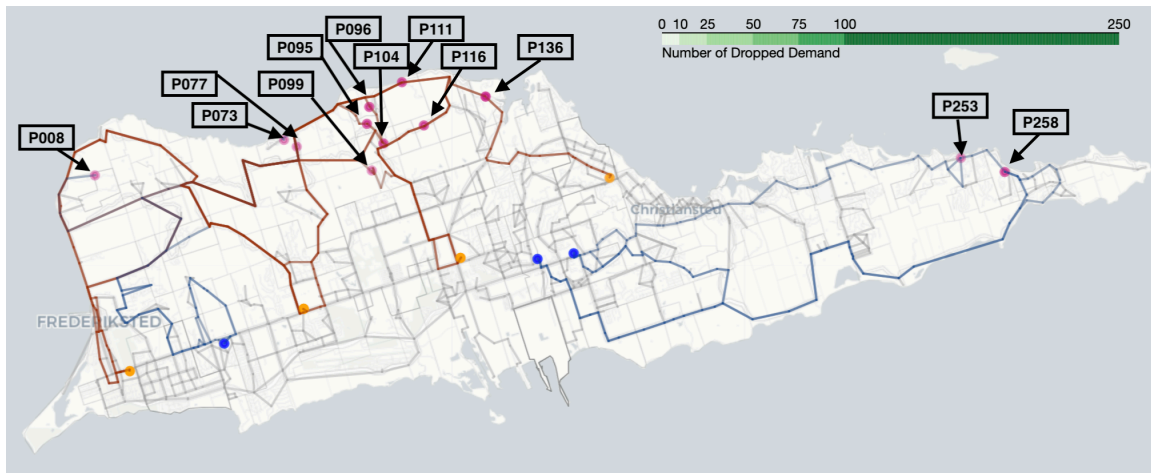 0 10 25 50 75 100 250
Number of Dropped Demand
P096
P111
P095
P104
P116
P136
P077
P099
P073
P008
P253
P258
Christiansted
FREDERIKSTED